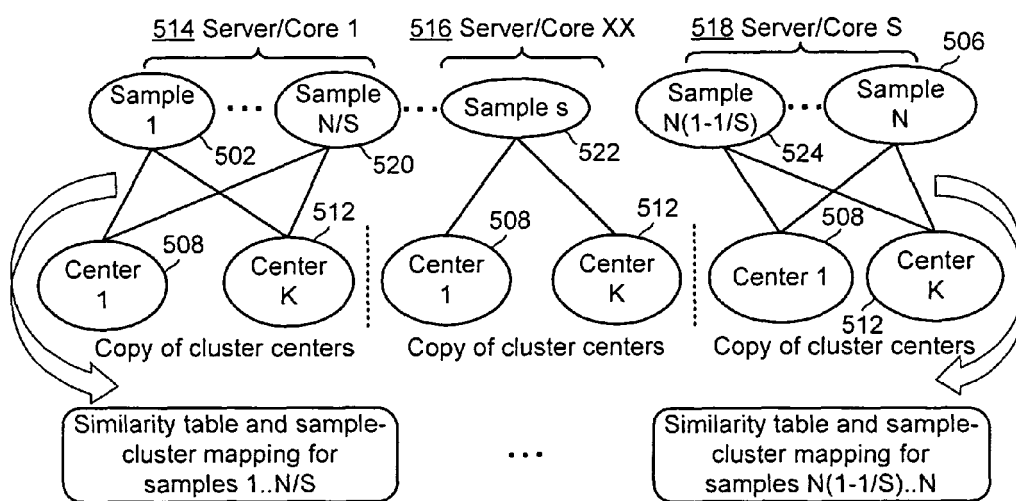 514 Server/Core 1
516 Server/Core XX
518 Server/Core S
506
Sample
1
...
Sample
N/S
...
Sample s
Sample
N(1-1/S)
...
Sample
N
502
520
522
524
508
512
508
512
508
512
Center
1
Center
K
Center
1
Center
K
Center 1
Center
K
Copy of cluster centers
Copy of cluster centers
Copy of cluster centers
Similarity table and sample-
cluster mapping for
samples 1..N/S
...
Similarity table and sample-
cluster mapping for
samples N(1-1/S)..N